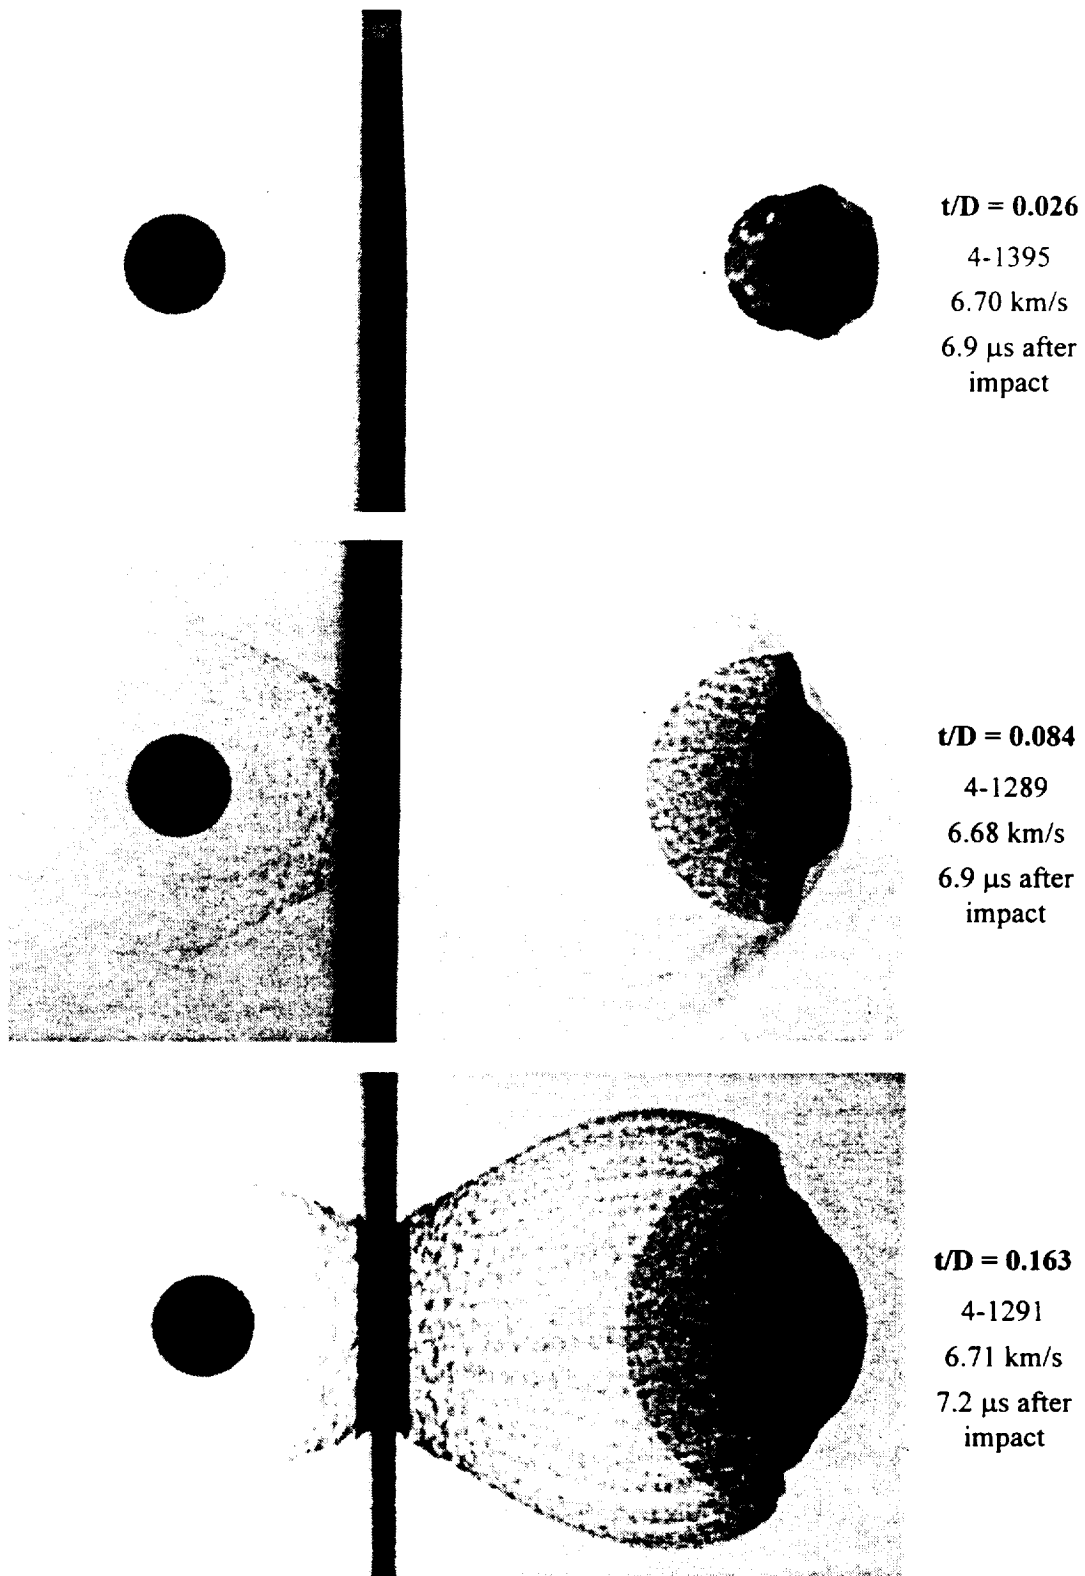 t/D = 0.026
4-1395
6.70 km/s
6.9 μs after
impact
t/D = 0.084
4-1289
6.68 km/s
6.9 μs after
impact
t/D = 0.163
4-1291
6.71 km/s
7.2 μs after
impact